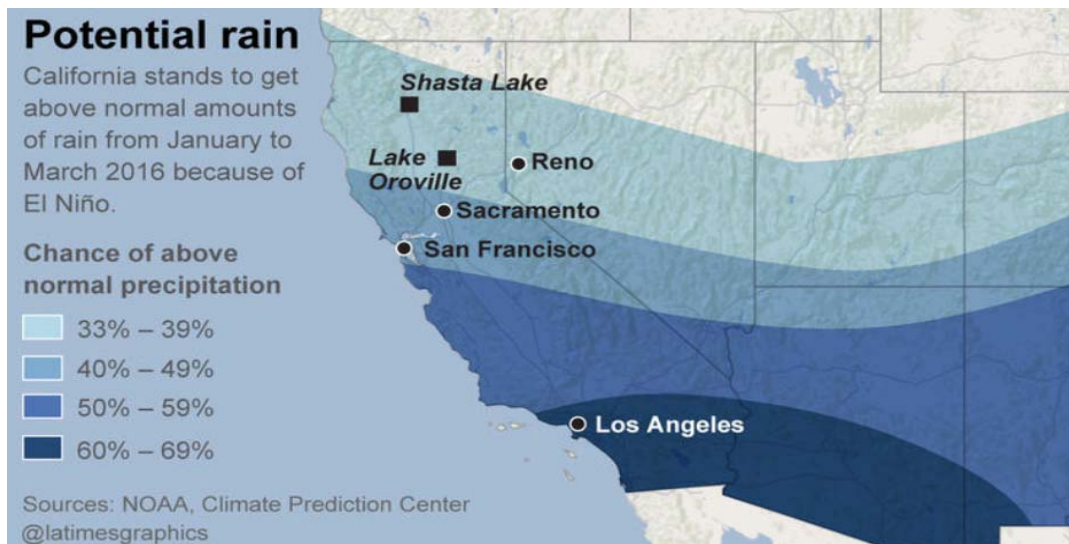 Potential rain
California stands to get
above normal amounts
of rain from January to
March 2016 because of
El Niño.
Chance of above
normal precipitation
33% – 39%
40% – 49%
50% – 59%
60% – 69%
Sources: NOAA, Climate Prediction Center
@latimesgraphics
Shasta Lake
Lake
Oroville
Reno
Sacramento
San Francisco
Los Angeles